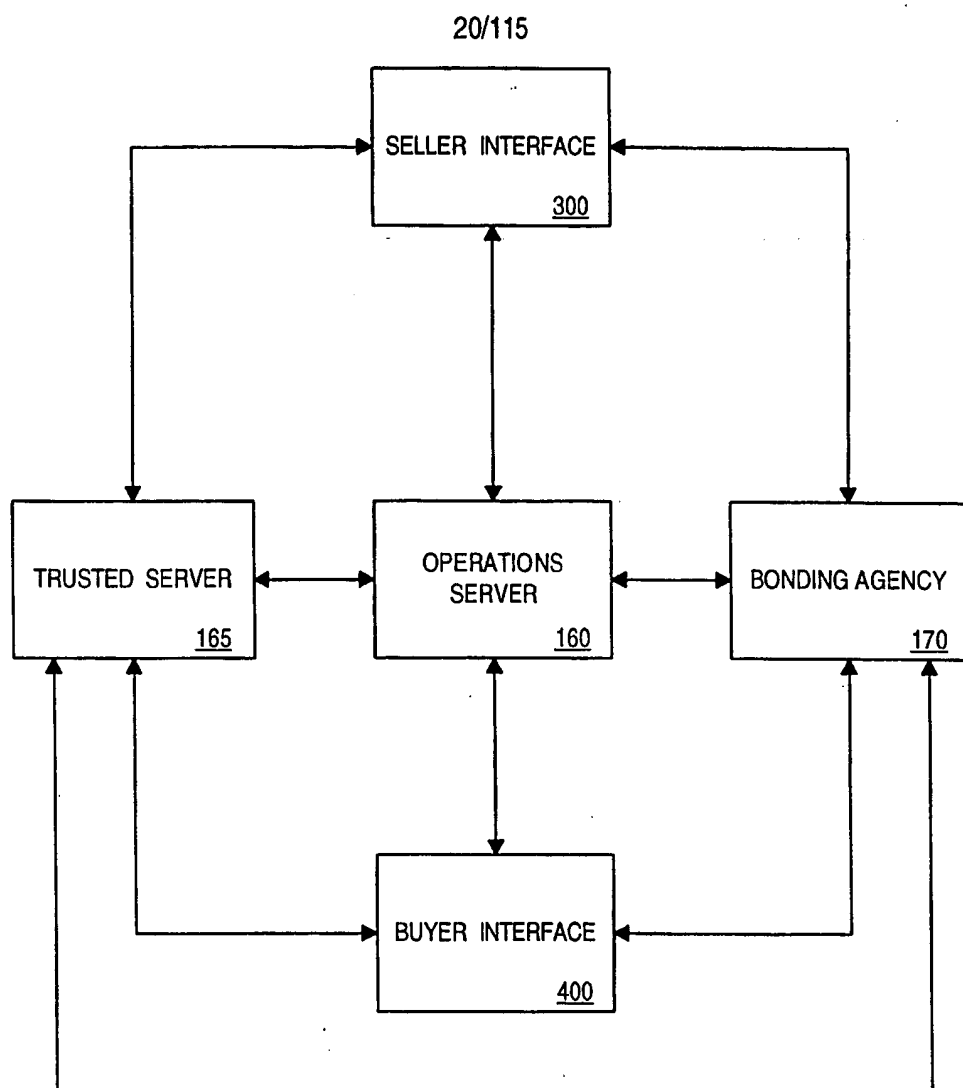 20/115
SELLER INTERFACE
300
TRUSTED SERVER
165
OPERATIONS
SERVER
160
BONDING AGENCY
170
BUYER INTERFACE
400